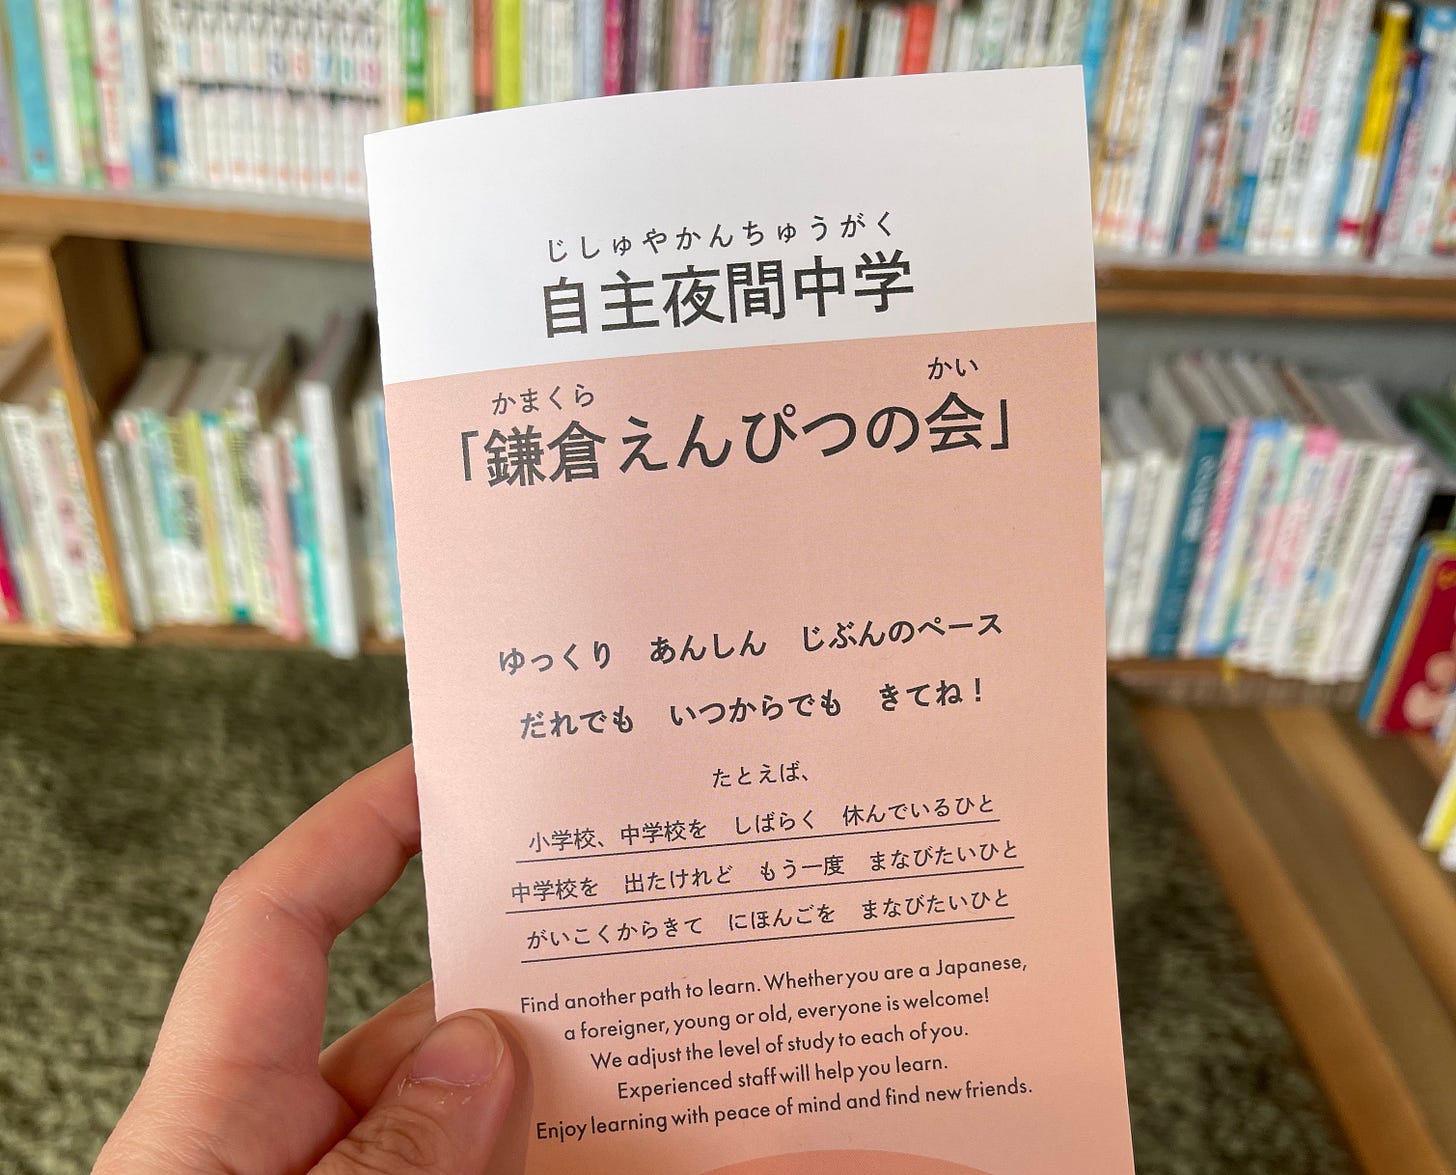 じしゅやかんちゅうがく
自主夜間中学
かまくら かい
「鎌倉えんぴつの会」
ゆっくり あんしん じぶんのペース
だれでも いつからでも きてね！
たとえば、
小学校、中学校を しばらく 休んでいるひと
中学校を 出たけれど もう一度 まなびたいひと
がいこくからきて にほんごを まなびたいひと
Find another path to learn. Whether you are a Japanese,
a foreigner, young or old, everyone is welcome!
We adjust the level of study to each of you.
Experienced staff will help you learn.
Enjoy learning with peace of mind and find new friends.